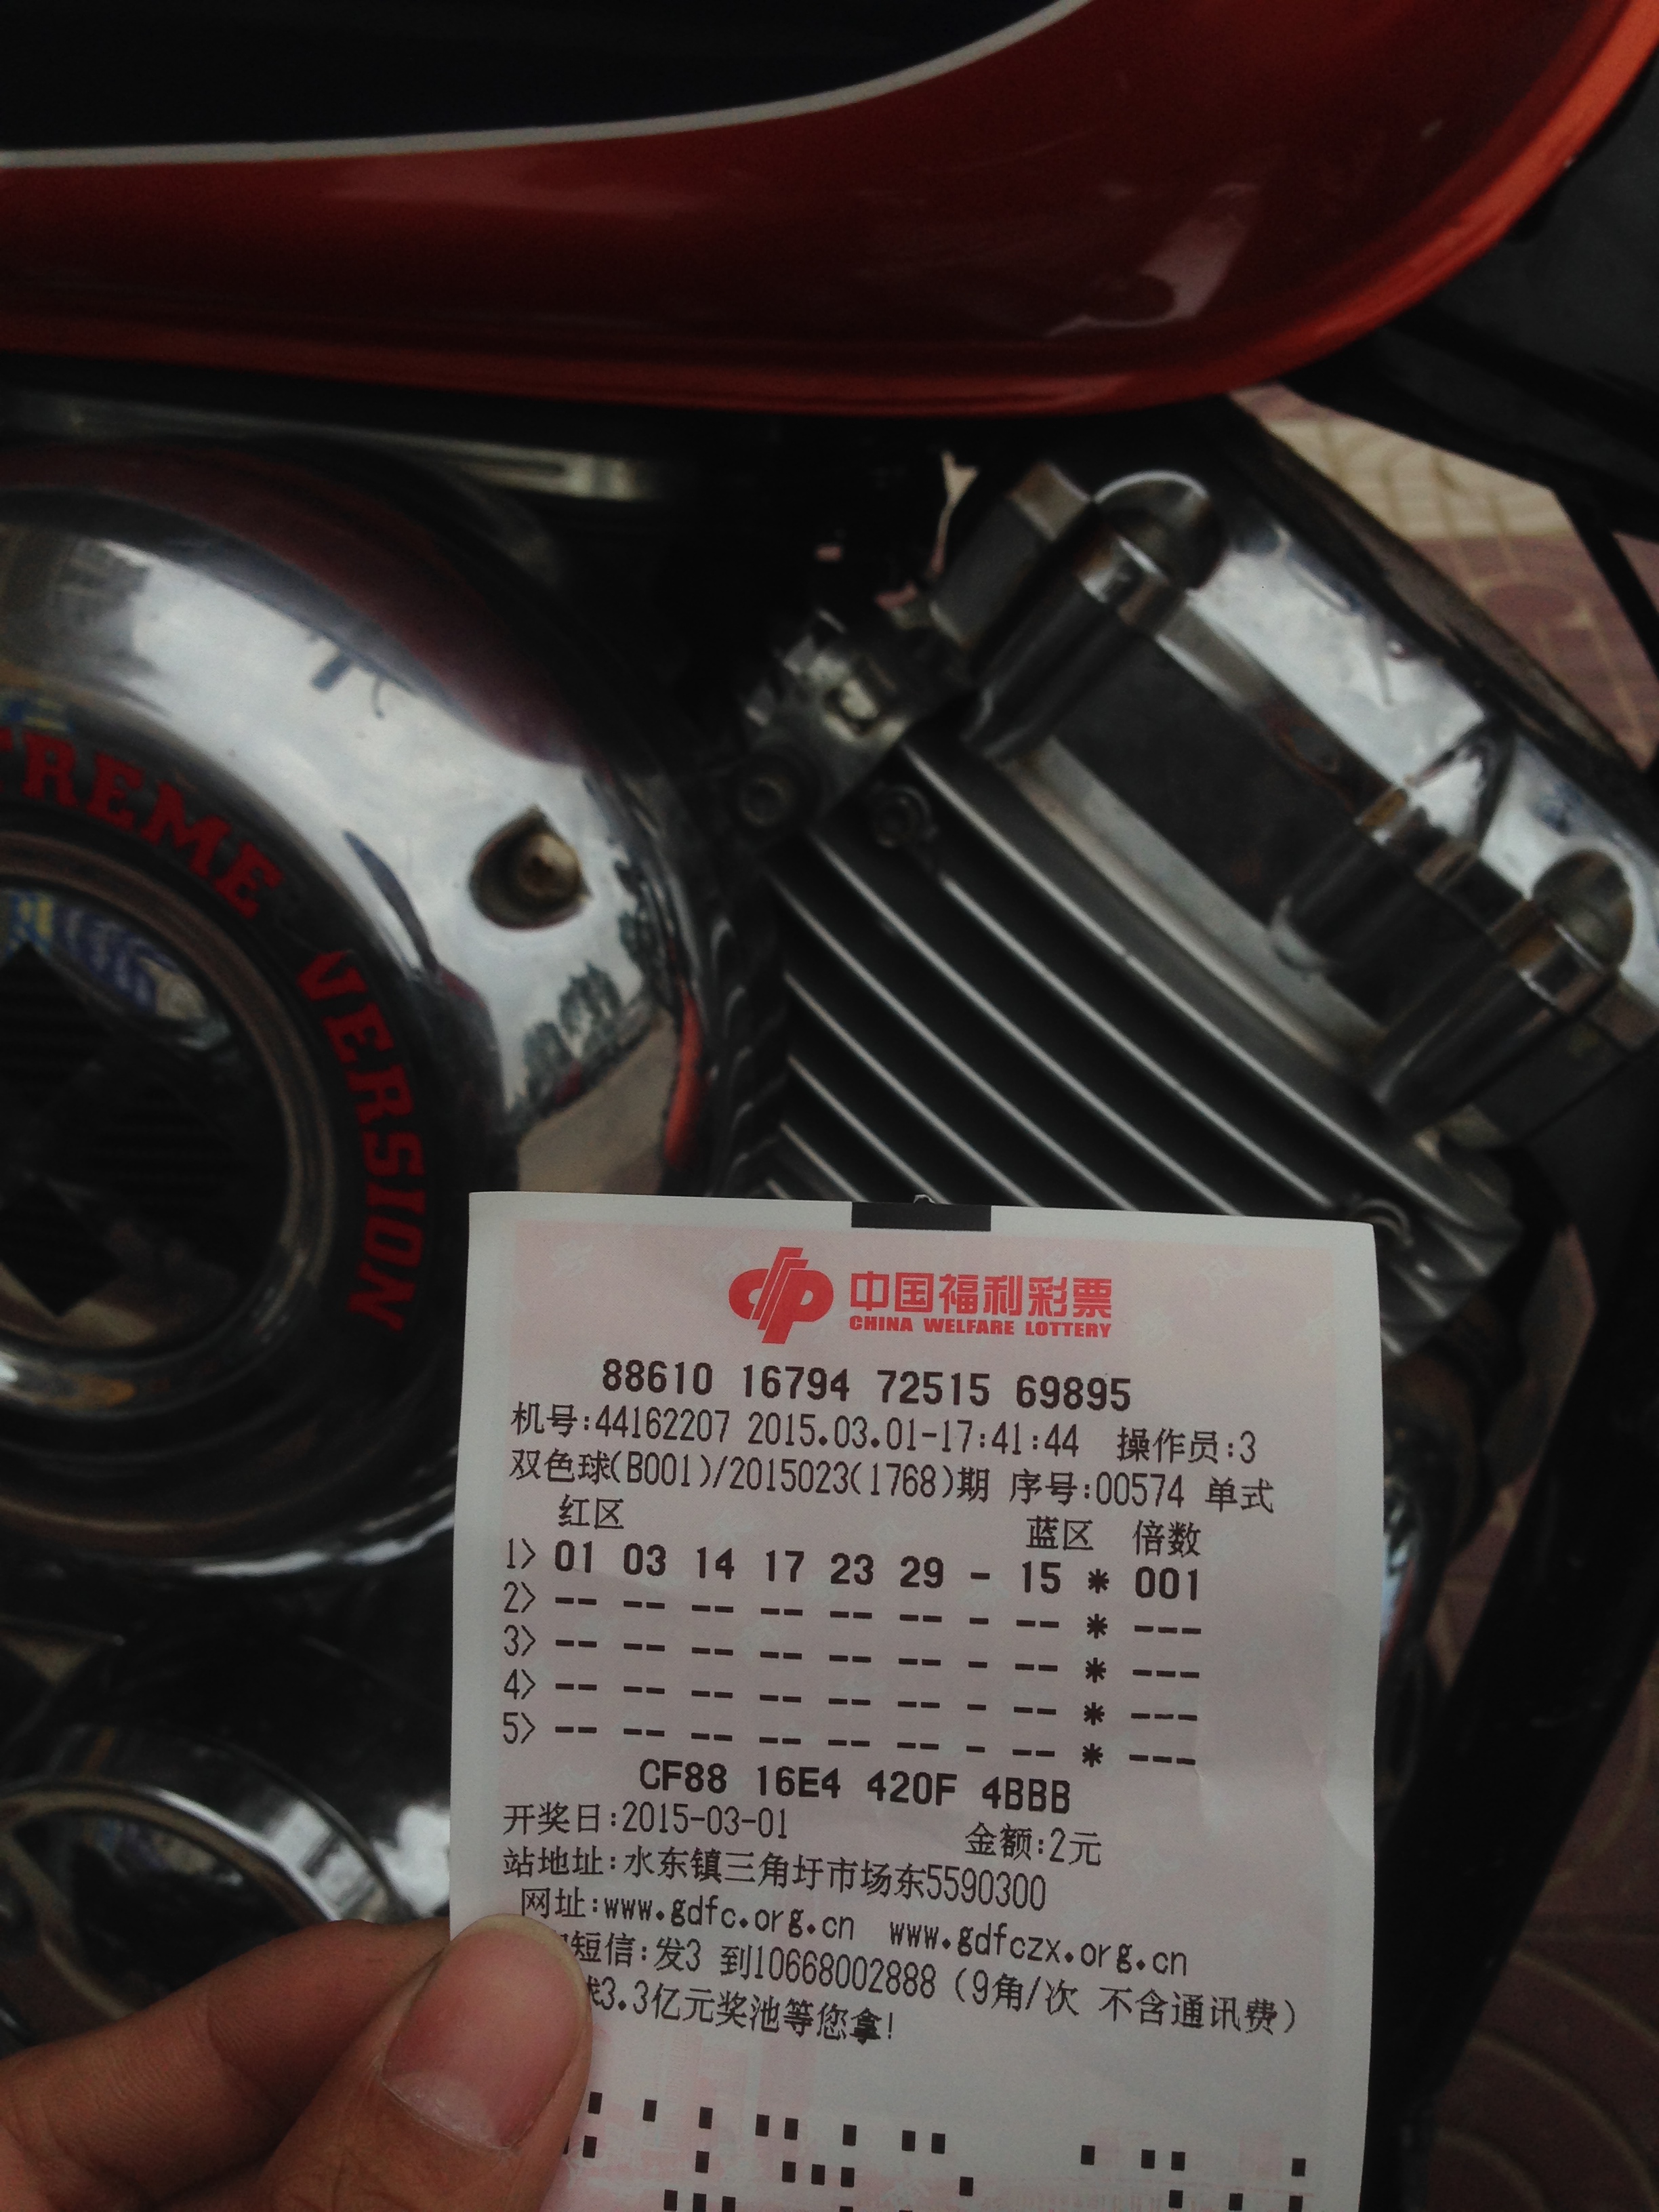 TREME VERSION
中国福利彩票
CHINA WELFARE LOTTERY
88610 16794 72515 69895
机号:44162207 2015.03.01-17:41:44 操作员:3
双色球(B001)/2015023(1768)期 序号:00574 单式
红区 蓝区 倍数
1> 01 03 14 17 23 29 - 15 * 001
2> -- -- -- -- -- -- - -- * ---
3> -- -- -- -- -- -- - -- * ---
4> -- -- -- -- -- -- - -- * ---
5> -- -- -- -- -- -- - -- * ---
CF88 16E4 420F 4BBB
开奖日:2015-03-01 金额:2元
站地址:水东镇三角圩市场东5590300
网址:www.gdfc.org.cn www.gdfczx.org.cn
短信:发3 到10668002888(9角/次 不含通讯费)
球3.3亿元奖池等您拿!